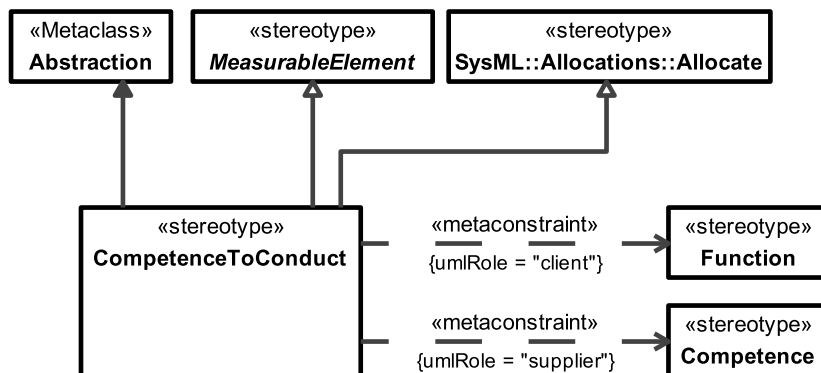 «Metaclass»
Abstraction
«stereotype»
MeasurableElement
«stereotype»
SysML::Allocations::Allocate
«stereotype»
CompetenceToConduct
«metaconstraint»
{umlRole = "client"}
«stereotype»
Function
«metaconstraint»
{umlRole = "supplier"}
«stereotype»
Competence